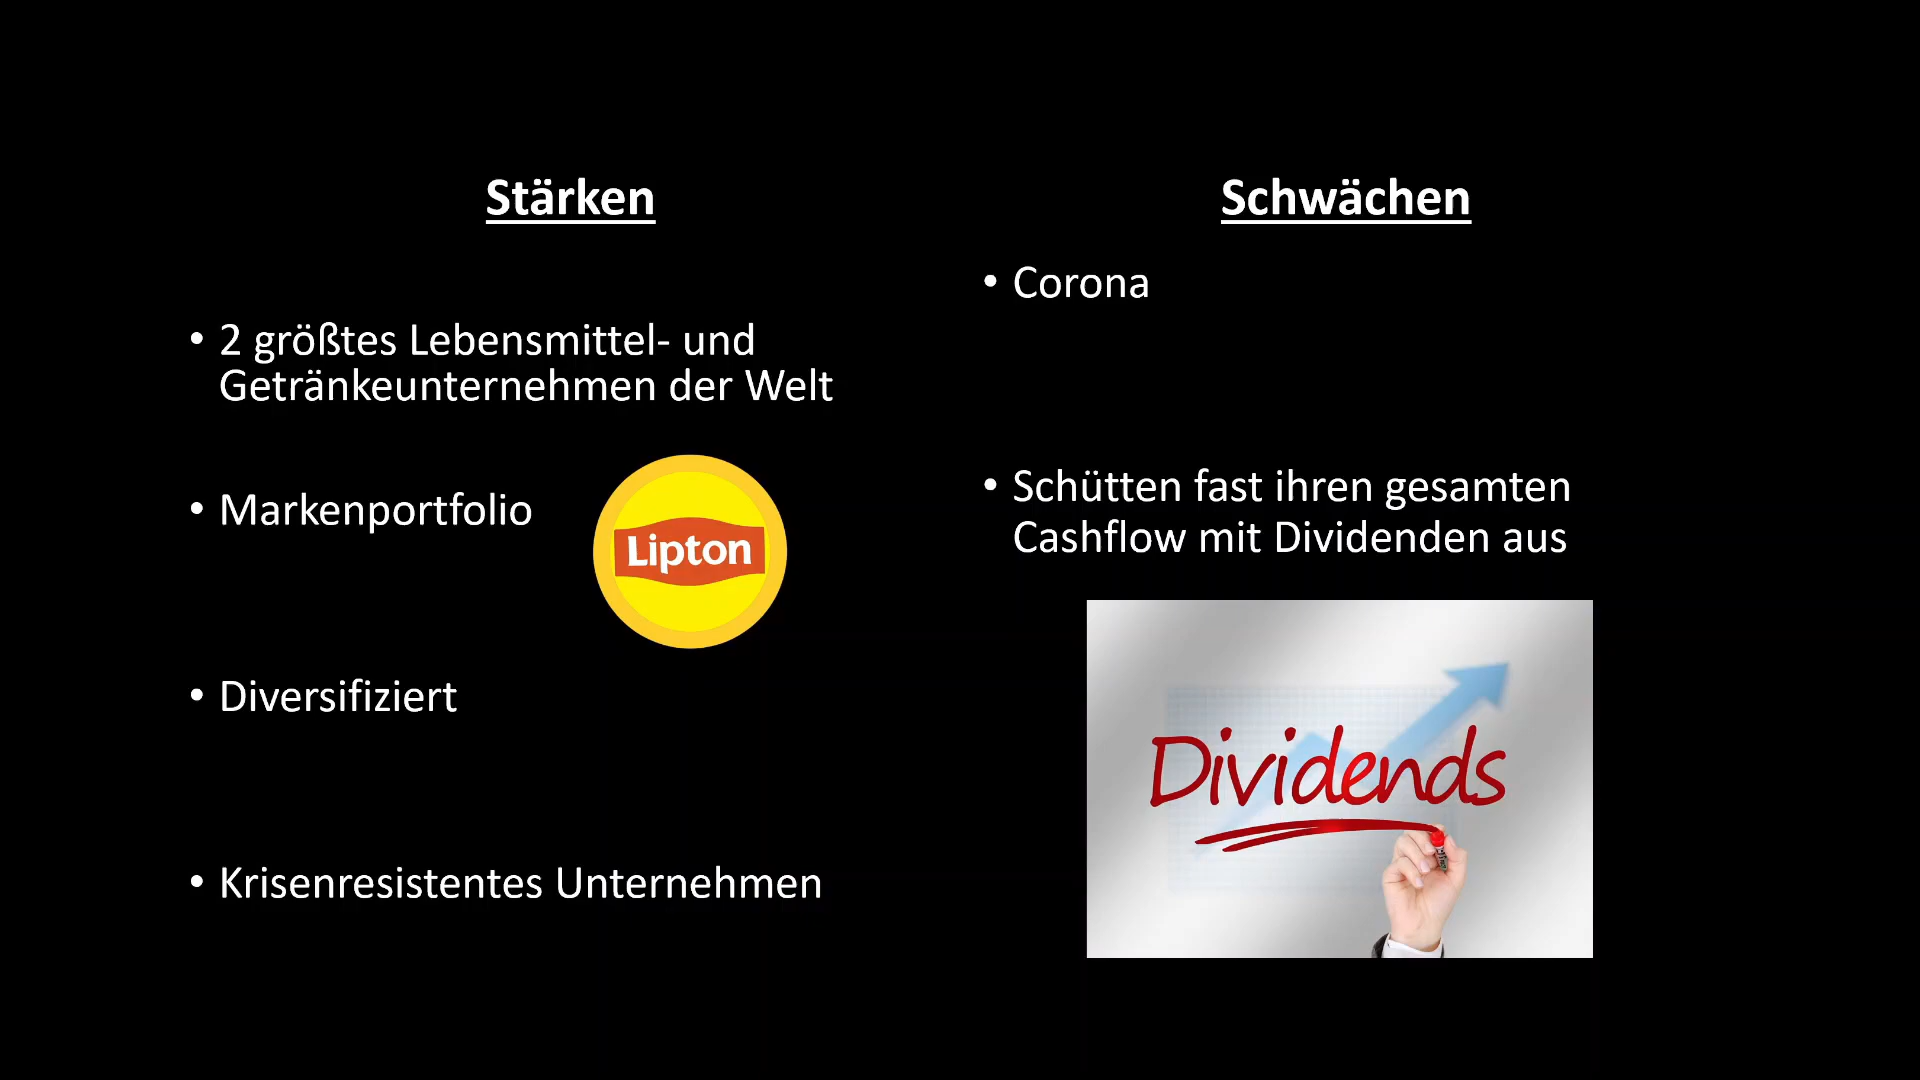 Stärken
• 2 größtes Lebensmittel- und
Getränkeunternehmen der Welt
• Markenportfolio
Lipton
• Diversifiziert
• Krisenresistentes Unternehmen
Schwächen
• Corona
• Schütten fast ihren gesamten
Cashflow mit Dividenden aus
Dividends